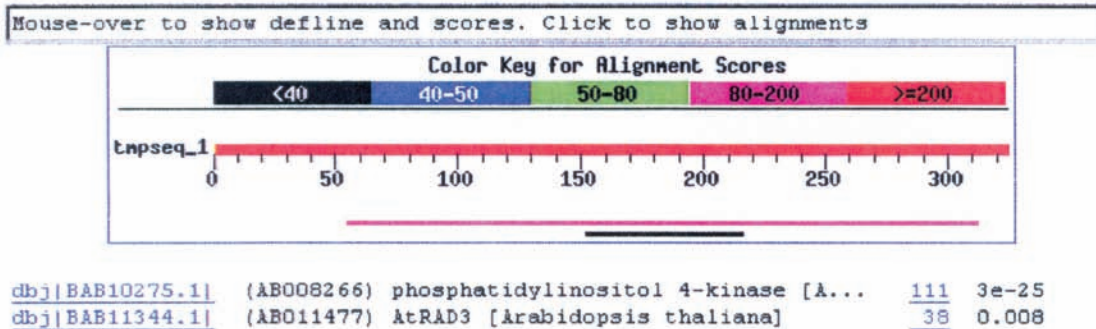 Mouse-over to show defline and scores. Click to show alignments
Color Key for Alignment Scores
<40 40-50 50-80 80-200 >=200
tmpseq_1
0 50 100 150 200 250 300
dbj|BAB10275.1| (AB008266) phosphatidylinositol 4-kinase [A... 111 3e-25
dbj|BAB11344.1| (AB011477) AtRAD3 [Arabidopsis thaliana] 38 0.008